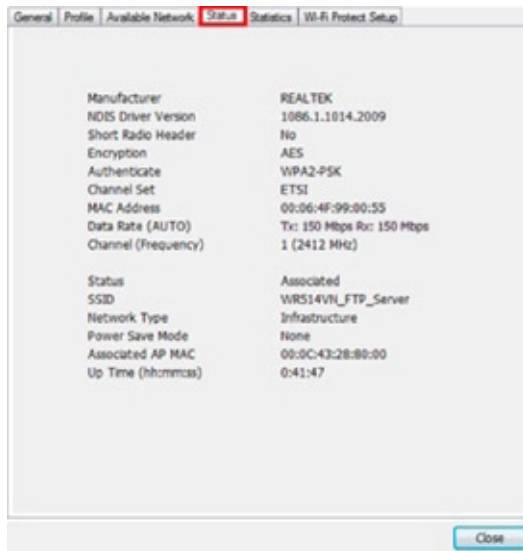 General Profile Available Network Status Statistics Wi-Fi Protect Setup
Manufacturer REALTEK
NDIS Driver Version 1086.1.1014.2009
Short Radio Header No
Encryption AES
Authenticate WPA2-PSK
Channel Set ETSI
MAC Address 00:06:4F:99:80:55
Data Rate (AUTO) Tx: 150 Mbps Rx: 150 Mbps
Channel (Frequency) 1 (2412 MHz)
Status Associated
SSID WR514VN_FTP_Server
Network Type Infrastructure
Power Save Mode None
Associated AP MAC 00:0C:43:28:80:00
Up Time (hh:mm:ss) 0:41:47
Close